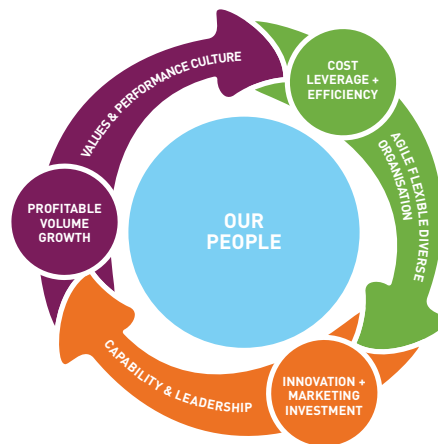 VALUES & PERFORMANCE CULTURE
COST
LEVERAGE +
EFFICIENCY
AGILE FLEXIBLE DIVERSE
ORGANISATION
OUR
PEOPLE
PROFITABLE
VOLUME
GROWTH
CAPABILITY & LEADERSHIP
INNOVATION +
MARKETING
INVESTMENT